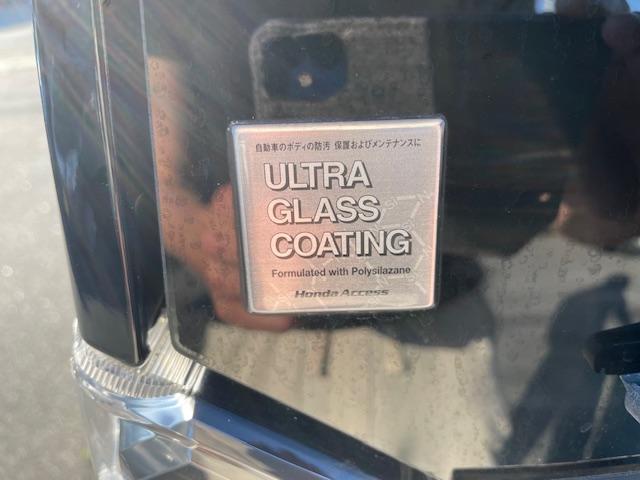 自動車のボディの防汚 保護およびメンテナンスに
ULTRA
GLASS
COATING
Formulated with Polysilazane
Honda Access